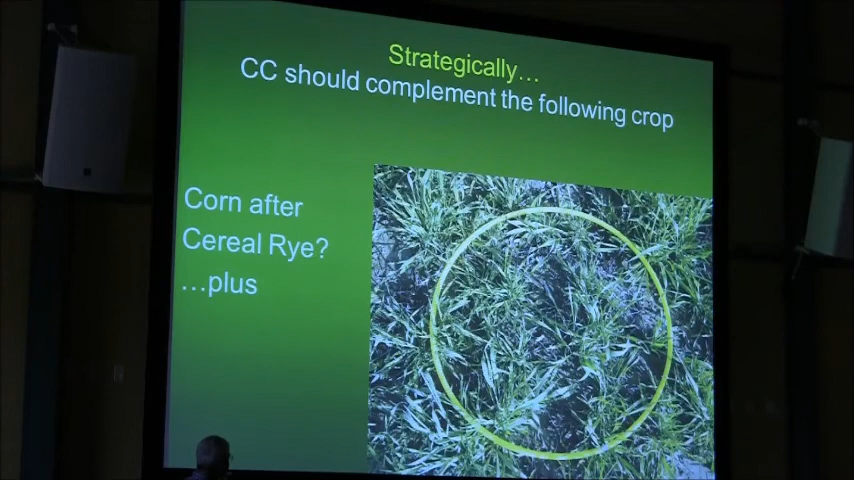 Strategically...
CC should complement the following crop
Corn after
Cereal Rye?
...plus